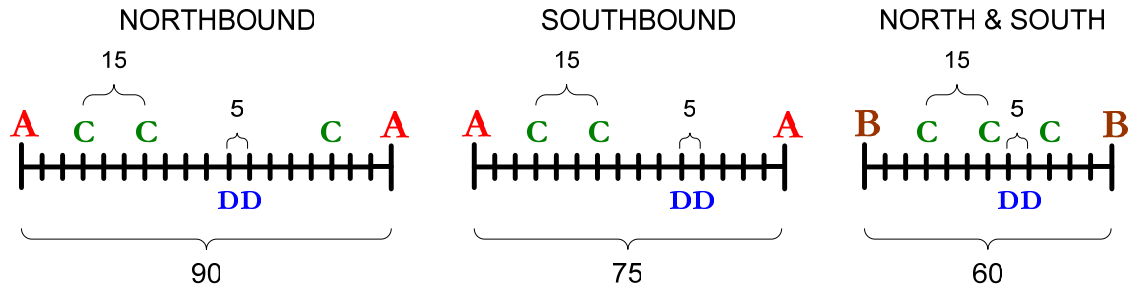 NORTHBOUND SOUTHBOUND NORTH & SOUTH
15 15 15
5 5 5
A C C C A A C C A B C C C B
DD DD DD
90 75 60